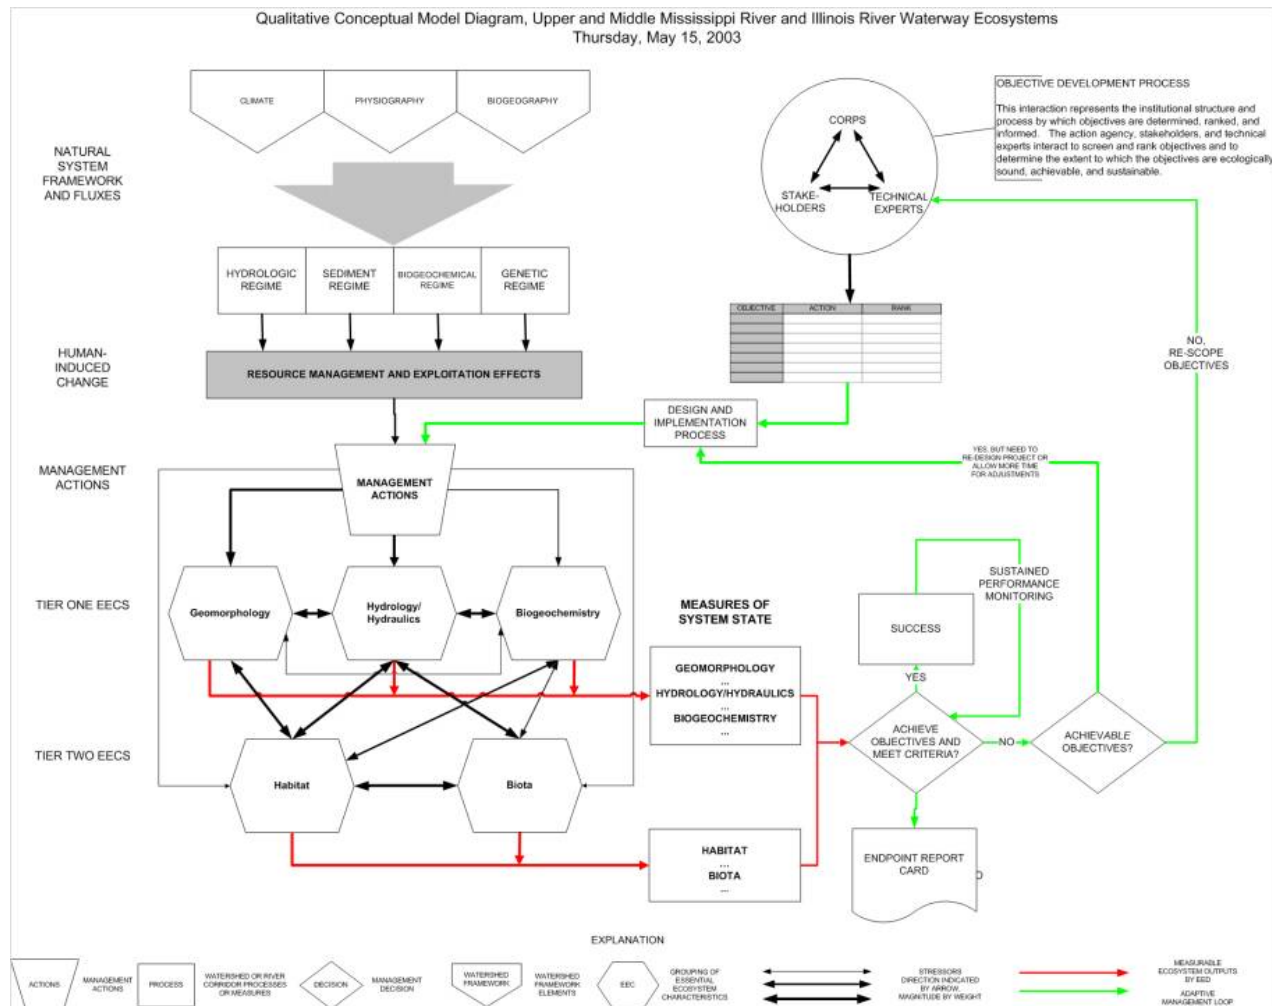 Qualitative Conceptual Model Diagram, Upper and Middle Mississippi River and Illinois River Waterway Ecosystems
Thursday, May 15, 2003
NATURAL
SYSTEM
FRAMEWORK
AND FLUXES
CLIMATE
PHYSIOGRAPHY
BIOGEOGRAPHY
CORPS
STAKE-
HOLDERS
TECHNICAL
EXPERTS
OBJECTIVE DEVELOPMENT PROCESS
This interaction represents the institutional structure and
process by which objectives are determined, ranked, and
informed. The action agency, stakeholders, and technical
experts interact to screen and rank objectives and to
determine the extent to which the objectives are ecologically
sound, achievable, and sustainable.
HYDROLOGIC
REGIME
SEDIMENT
REGIME
BIOGEOCHEMICAL
REGIME
GENETIC
REGIME
OBJECTIVE
ACTION
RANK
HUMAN-
INDUCED
CHANGE
RESOURCE MANAGEMENT AND EXPLOITATION EFFECTS
NO,
RE-SCOPE
OBJECTIVES
DESIGN AND
IMPLEMENTATION
PROCESS
YES, BUT NEED TO
RE-DESIGN PROJECT OR
ALLOW MORE TIME
FOR ADJUSTMENTS
MANAGEMENT
ACTIONS
MANAGEMENT
ACTIONS
TIER ONE EECS
Geomorphology
Hydrology/
Hydraulics
Biogeochemistry
MEASURES OF
SYSTEM STATE
SUSTAINED
PERFORMANCE
MONITORING
SUCCESS
YES
GEOMORPHOLOGY
...
HYDROLOGY/HYDRAULICS
...
BIOGEOCHEMISTRY
...
TIER TWO EECS
Habitat
Biota
ACHIEVE
OBJECTIVES AND
MEET CRITERIA?
NO
ACHIEVABLE
OBJECTIVES?
HABITAT
...
BIOTA
...
ENDPOINT REPORT
CARD
EXPLANATION
ACTIONS
MANAGEMENT
ACTIONS
PROCESS
WATERSHED OR RIVER
CORRIDOR PROCESSES
OR MEASURES
DECISION
MANAGEMENT
DECISION
WATERSHED
FRAMEWORK
WATERSHED
FRAMEWORK
ELEMENTS
EEC
GROUPING OF
ESSENTIAL
ECOSYSTEM
CHARACTERISTICS
STRESSORS
DIRECTION INDICATED
BY ARROW.
MAGNITUDE BY WEIGHT
MEASURABLE
ECOSYSTEM OUTPUTS
BY EED
ADAPTIVE
MANAGEMENT LOOP